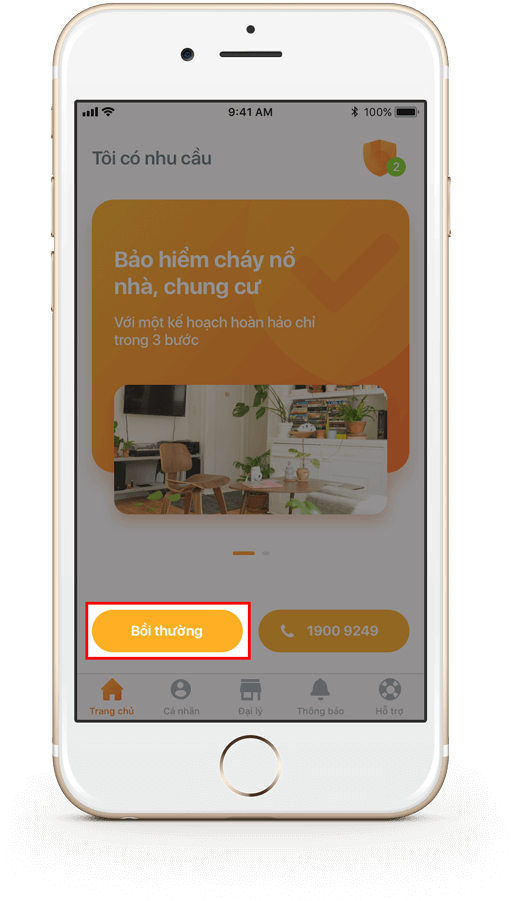 9:41 AM
100%
Tôi có nhu cầu
2
Bảo hiểm cháy nổ
nhà, chung cư
Với một kế hoạch hoàn hảo chỉ
trong 3 bước
Bồi thường
1900 9249
Trang chủ
Cá nhân
Đại lý
Thông báo
Hỗ trợ